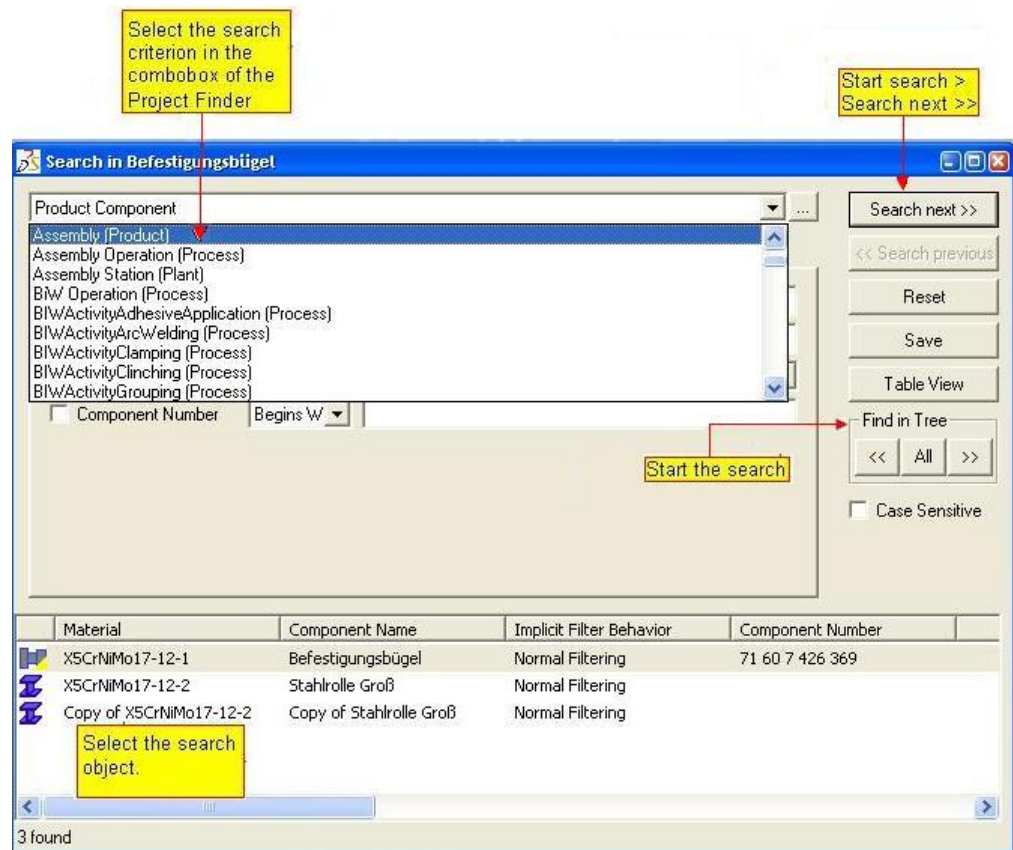 Select the search
criterion in the
combobox of the
Project Finder
Start search >
Search next >>
Search in Befestigungsbügel
Product Component
...
Search next >>
Assembly (Product)
Assembly Operation (Process)
Assembly Station (Plant)
BiW Operation (Process)
BIWActivityAdhesiveApplication (Process)
BIWActivityArcWelding (Process)
BIWActivityClamping (Process)
BIWActivityClinching (Process)
BIWActivityGrouping (Process)
<< Search previous
Reset
Save
Table View
Component Number Begins W
Find in Tree
<< All >>
Start the search
Case Sensitive
Material Component Name Implicit Filter Behavior Component Number
X5CrNiMo17-12-1 Befestigungsbügel Normal Filtering 71 60 7 426 369
X5CrNiMo17-12-2 Stahlrolle Groß Normal Filtering
Copy of X5CrNiMo17-12-2 Copy of Stahlrolle Groß Normal Filtering
Select the search
object.
3 found